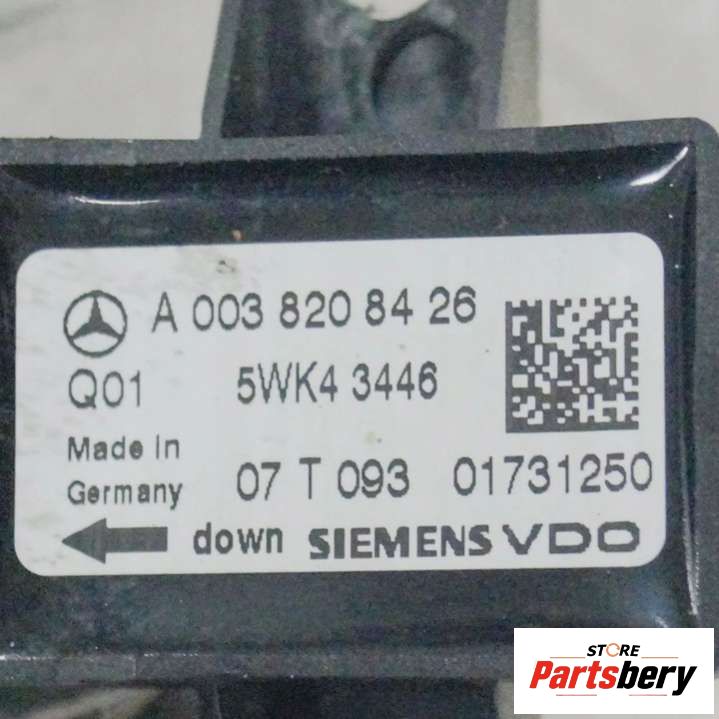 A 003 820 84 26
Q01 5WK4 3446
Made in
Germany 07 T 093 01731250
down SIEMENS VDO
STORE
Partsbery